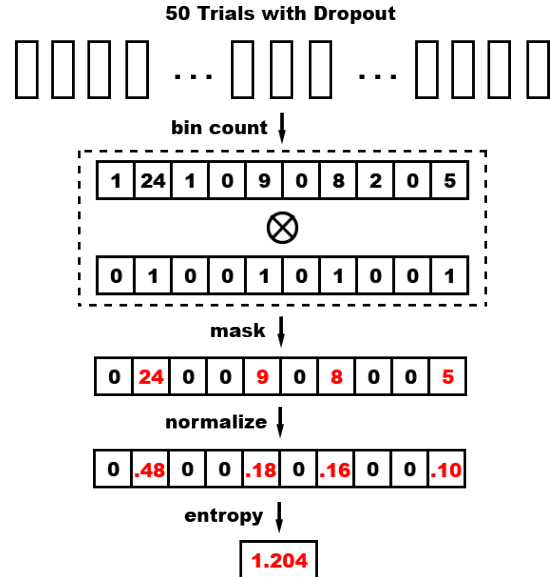 50 Trials with Dropout
... ...
bin count
1 24 1 0 9 0 8 2 0 5
0 1 0 0 1 0 1 0 0 1
mask
0 24 0 0 9 0 8 0 0 5
normalize
0 .48 0 0 .18 0 .16 0 0 .10
entropy
1.204